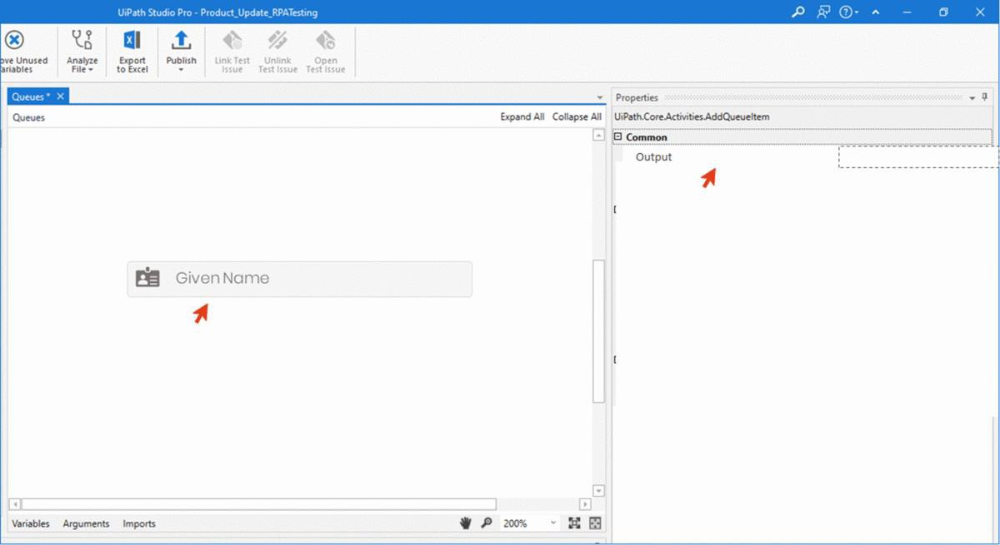 UiPath Studio Pro - Product_Update_RPATesting
ove Unused
ariables
Analyze
File
Export
to Excel
Publish
Link Test
Issue
Unlink
Test Issue
Open
Test Issue
Queues *
Properties
Queues
Expand All
Collapse All
UiPath.Core.Activities.AddQueueItem
Common
Output
Given Name
Variables
Arguments
Imports
200%